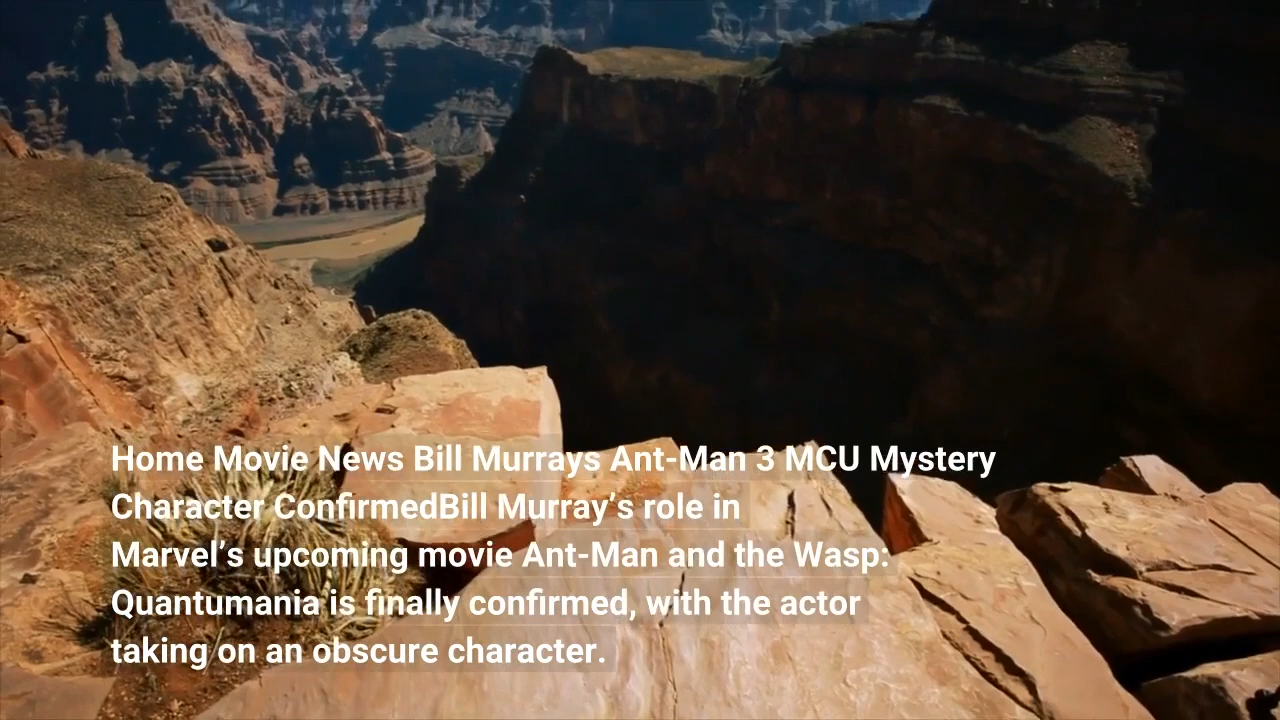 Home Movie News Bill Murrays Ant-Man 3 MCU Mystery
Character ConfirmedBill Murray’s role in
Marvel’s upcoming movie Ant-Man and the Wasp:
Quantumania is finally confirmed, with the actor
taking on an obscure character.